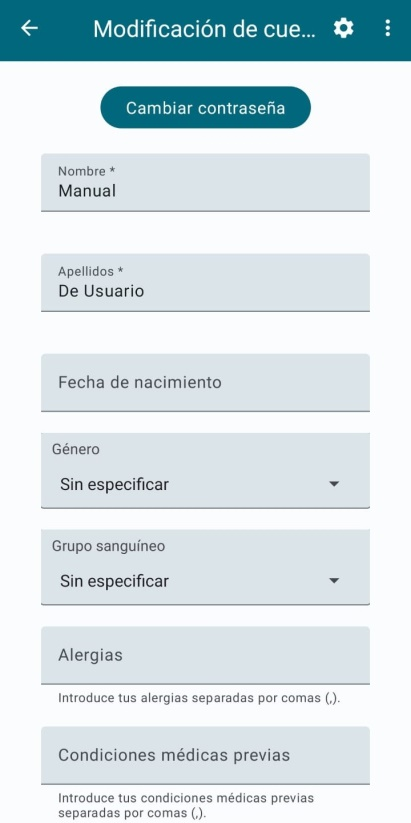 Modificación de cue...
Cambiar contraseña
Nombre *
Manual
Apellidos *
De Usuario
Fecha de nacimiento
Género
Sin especificar
Grupo sanguíneo
Sin especificar
Alergias
Introduce tus alergias separadas por comas (,).
Condiciones médicas previas
Introduce tus condiciones médicas previas
separadas por comas (,).